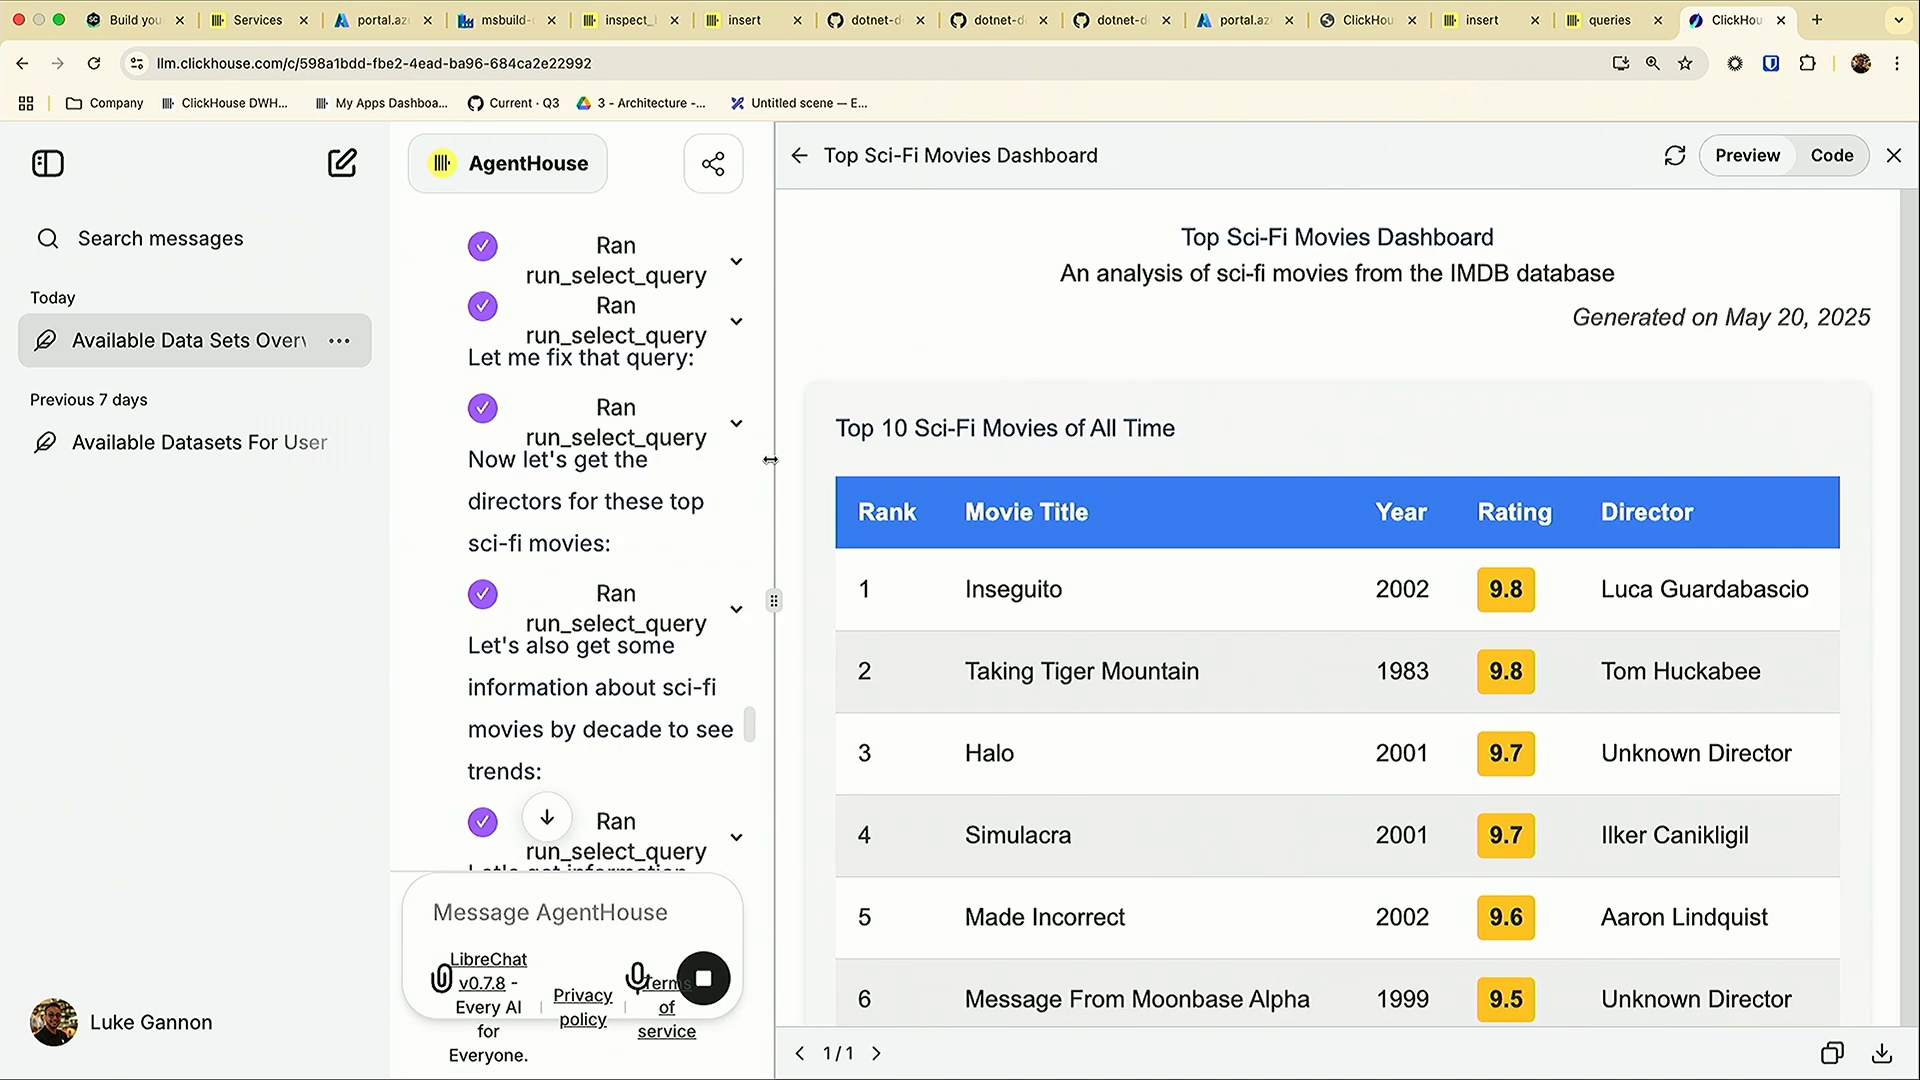 Build you
Services
portal.az
msbuild-
inspect_
insert
dotnet-d
dotnet-d
dotnet-d
portal.az
ClickHou
insert
queries
ClickHou
llm.clickhouse.com/c/598a1bdd-fbe2-4ead-ba96-684ca2e22992
Company
ClickHouse DWH...
My Apps Dashboa...
Current · Q3
3 - Architecture -...
Untitled scene — E...
Search messages
Today
Available Data Sets Overv
Previous 7 days
Available Datasets For User
Luke Gannon
AgentHouse
Ran
run_select_query
Ran
run_select_query
Let me fix that query:
Ran
run_select_query
Now let's get the
directors for these top
sci-fi movies:
Ran
run_select_query
Let's also get some
information about sci-fi
movies by decade to see
trends:
Ran
run_select_query
Let's get information
Message AgentHouse
LibreChat
v0.7.8 -
Every AI
for
Everyone.
Privacy
policy
Terms
of
service
Top Sci-Fi Movies Dashboard
Preview
Code
Top Sci-Fi Movies Dashboard
An analysis of sci-fi movies from the IMDB database
Generated on May 20, 2025
Top 10 Sci-Fi Movies of All Time
Rank Movie Title Year Rating Director
1 Inseguito 2002 9.8 Luca Guardabascio
2 Taking Tiger Mountain 1983 9.8 Tom Huckabee
3 Halo 2001 9.7 Unknown Director
4 Simulacra 2001 9.7 Ilker Canikligil
5 Made Incorrect 2002 9.6 Aaron Lindquist
6 Message From Moonbase Alpha 1999 9.5 Unknown Director
1 / 1